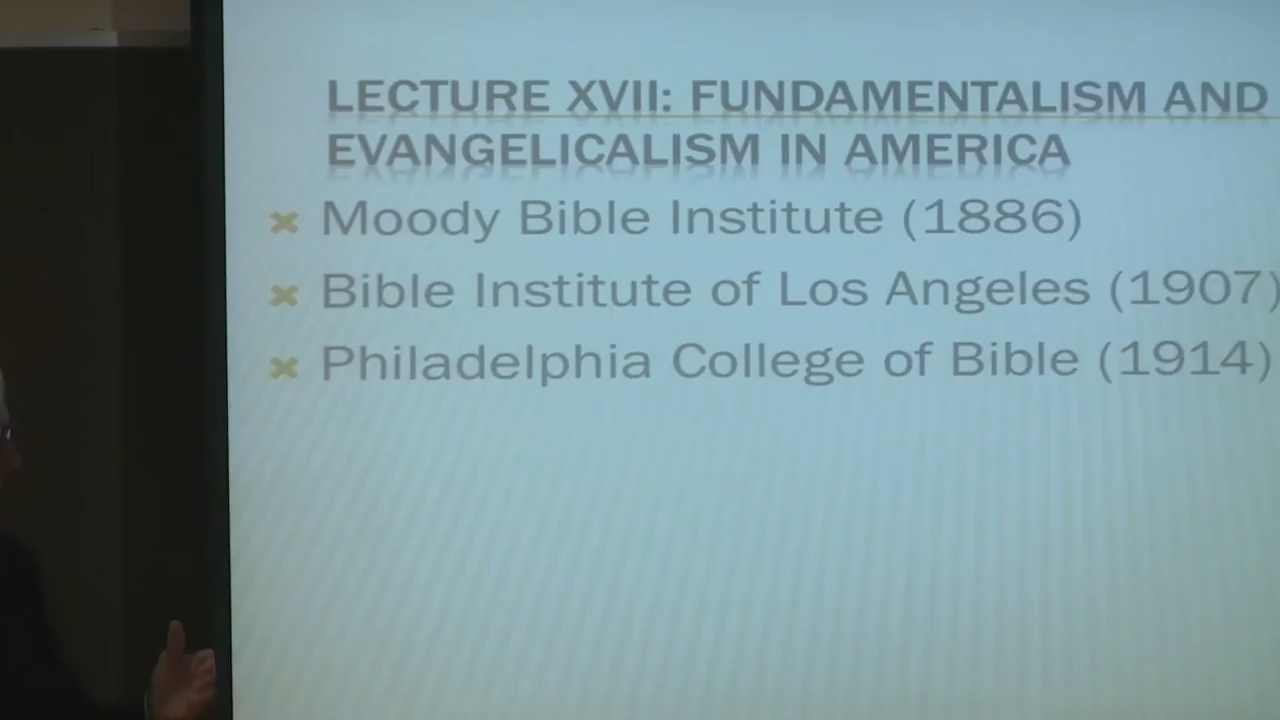 LECTURE XVII: FUNDAMENTALISM AND
EVANGELICALISM IN AMERICA
Moody Bible Institute (1886)
Bible Institute of Los Angeles (1907)
Philadelphia College of Bible (1914)